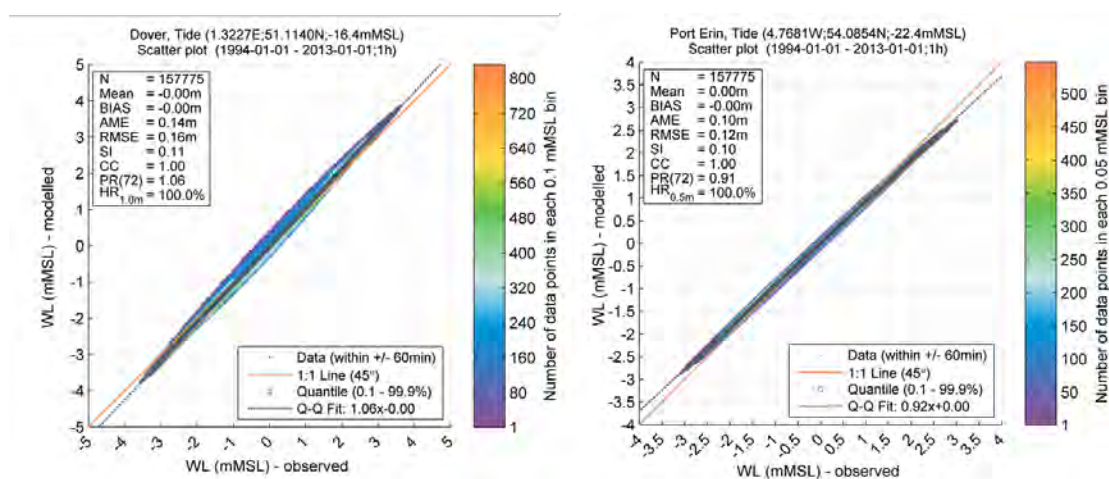 Dover, Tide (1.3227E;51.1140N;-16.4mMSL)
Scatter plot (1994-01-01 - 2013-01-01;1h)
N = 157775
Mean = -0.00m
BIAS = -0.00m
AME = 0.14m
RMSE = 0.16m
SI = 0.11
CC = 1.00
PR(72) = 1.06
HR1.0m = 100.0%
WL (mMSL) - modelled
5
4
3
2
1
0
-1
-2
-3
-4
-5
-5
-4
-3
-2
-1
0
1
2
3
4
5
WL (mMSL) - observed
Data (within +/- 60min)
1:1 Line (45°)
Quantile (0.1 - 99.9%)
Q-Q Fit: 1.06x-0.00
800
720
640
560
480
400
320
240
160
80
1
Number of data points in each 0.1 mMSL bin
Port Erin, Tide (4.7681W;54.0854N;-22.4mMSL)
Scatter plot (1994-01-01 - 2013-01-01;1h)
N = 157775
Mean = 0.00m
BIAS = -0.00m
AME = 0.10m
RMSE = 0.12m
SI = 0.10
CC = 1.00
PR(72) = 0.91
HR0.5m = 100.0%
WL (mMSL) - modelled
4
3.5
3
2.5
2
1.5
1
0.5
0
-0.5
-1
-1.5
-2
-2.5
-3
-3.5
-4
-4
-3.5
-3
-2.5
-2
-1.5
-1
-0.5
0
0.5
1
1.5
2
2.5
3
3.5
4
WL (mMSL) - observed
Data (within +/- 60min)
1:1 Line (45°)
Quantile (0.1 - 99.9%)
Q-Q Fit: 0.92x+0.00
500
450
400
350
300
250
200
150
100
50
1
Number of data points in each 0.05 mMSL bin